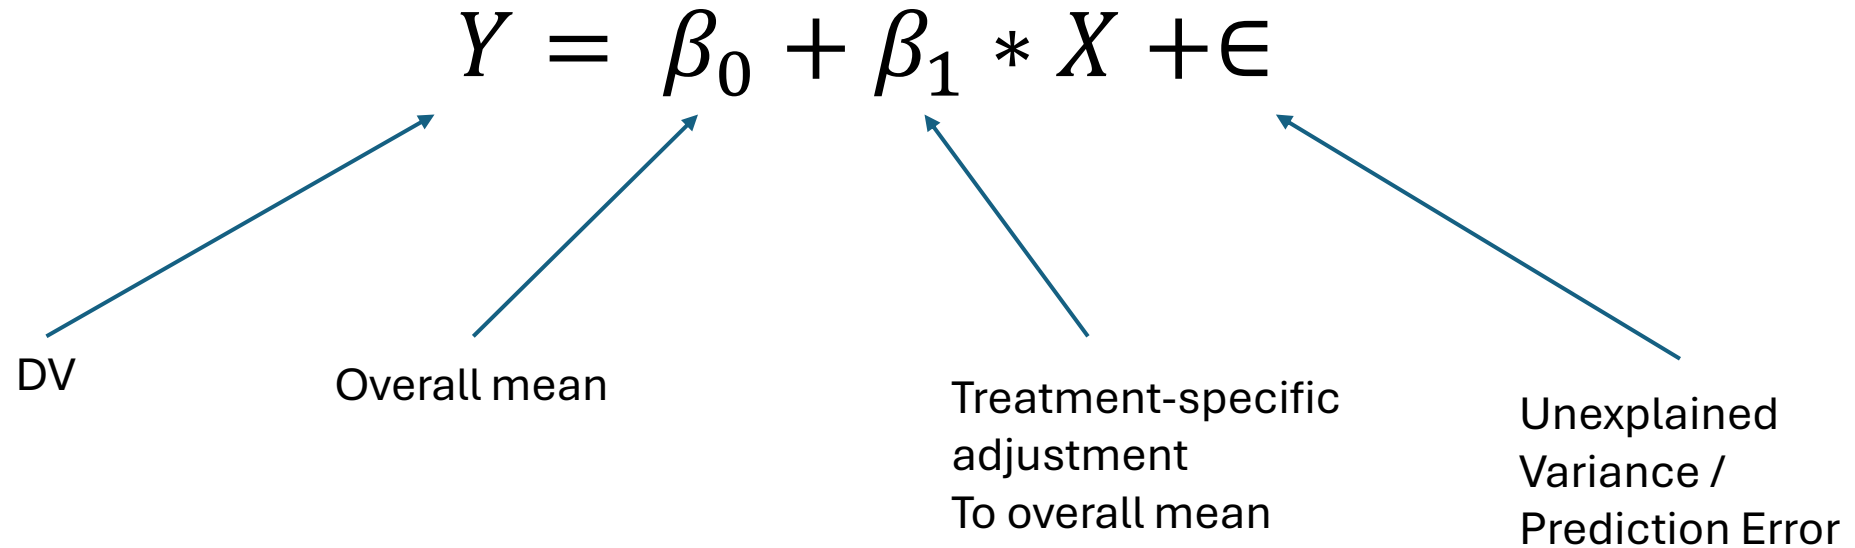 Y = β₀ + β₁ * X +∈
DV
Overall mean
Treatment-specific
adjustment
To overall mean
Unexplained
Variance /
Prediction Error